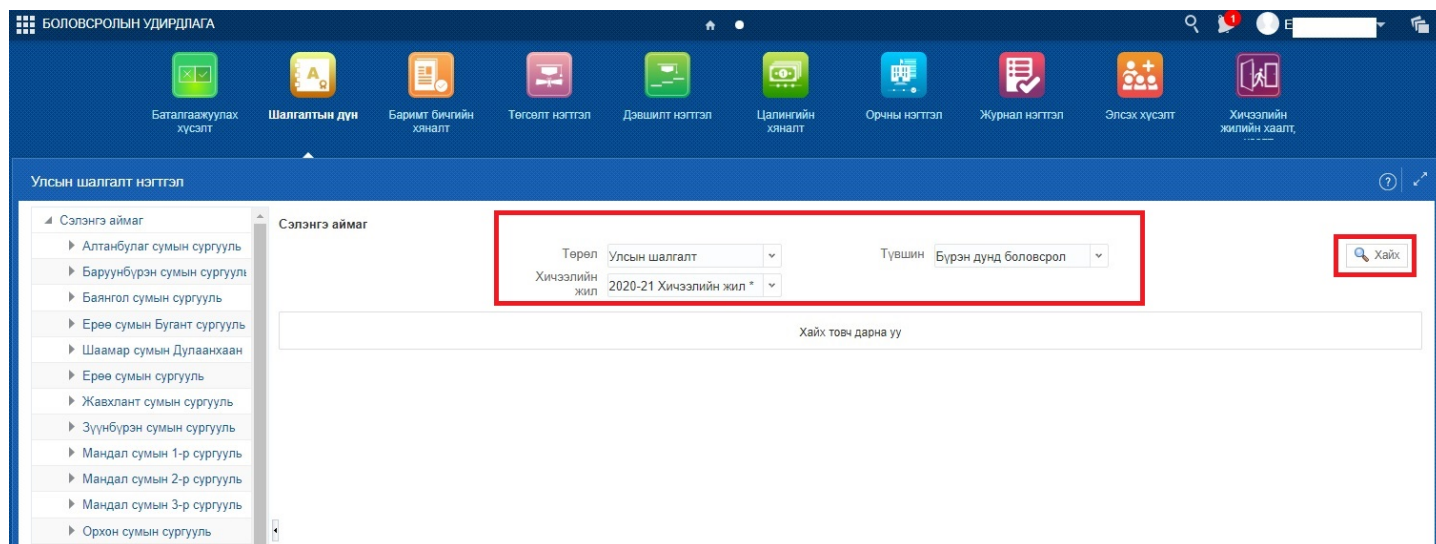 БОЛОВСРОЛЫН УДИРДЛАГА
1
E
Баталгаажуулах
хүсэлт
Шалгалтын дүн
Баримт бичгийн
хяналт
Төгсөлт нэгтгэл
Дэвшилт нэгтгэл
Цалингийн
хяналт
Орчны нэгтгэл
Журнал нэгтгэл
Элсэх хүсэлт
Хичээлийн
жилийн хаалт,
Улсын шалгалт нэгтгэл
Сэлэнгэ аймаг
Алтанбулаг сумын сургууль
Баруунбүрэн сумын сургууль
Баянгол сумын сургууль
Ерөө сумын Бугант сургууль
Шаамар сумын Дулаанхаан
Ерөө сумын сургууль
Жавхлант сумын сургууль
Зүүнбүрэн сумын сургууль
Мандал сумын 1-р сургууль
Мандал сумын 2-р сургууль
Мандал сумын 3-р сургууль
Орхон сумын сургууль
Сэлэнгэ аймаг
Төрөл Улсын шалгалт
Түвшин Бүрэн дунд боловсрол
Хичээлийн
жил 2020-21 Хичээлийн жил *
Хайх
Хайх товч дарна уу